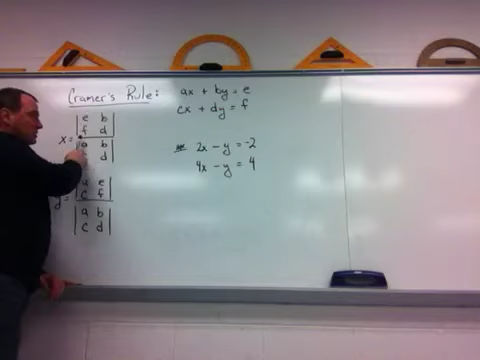 Cramer's Rule:
ax + by = e
cx + dy = f
x =
e b
f d
a b
d
y =
a e
c f
a b
c d
2x - y = -2
4x - y = 4